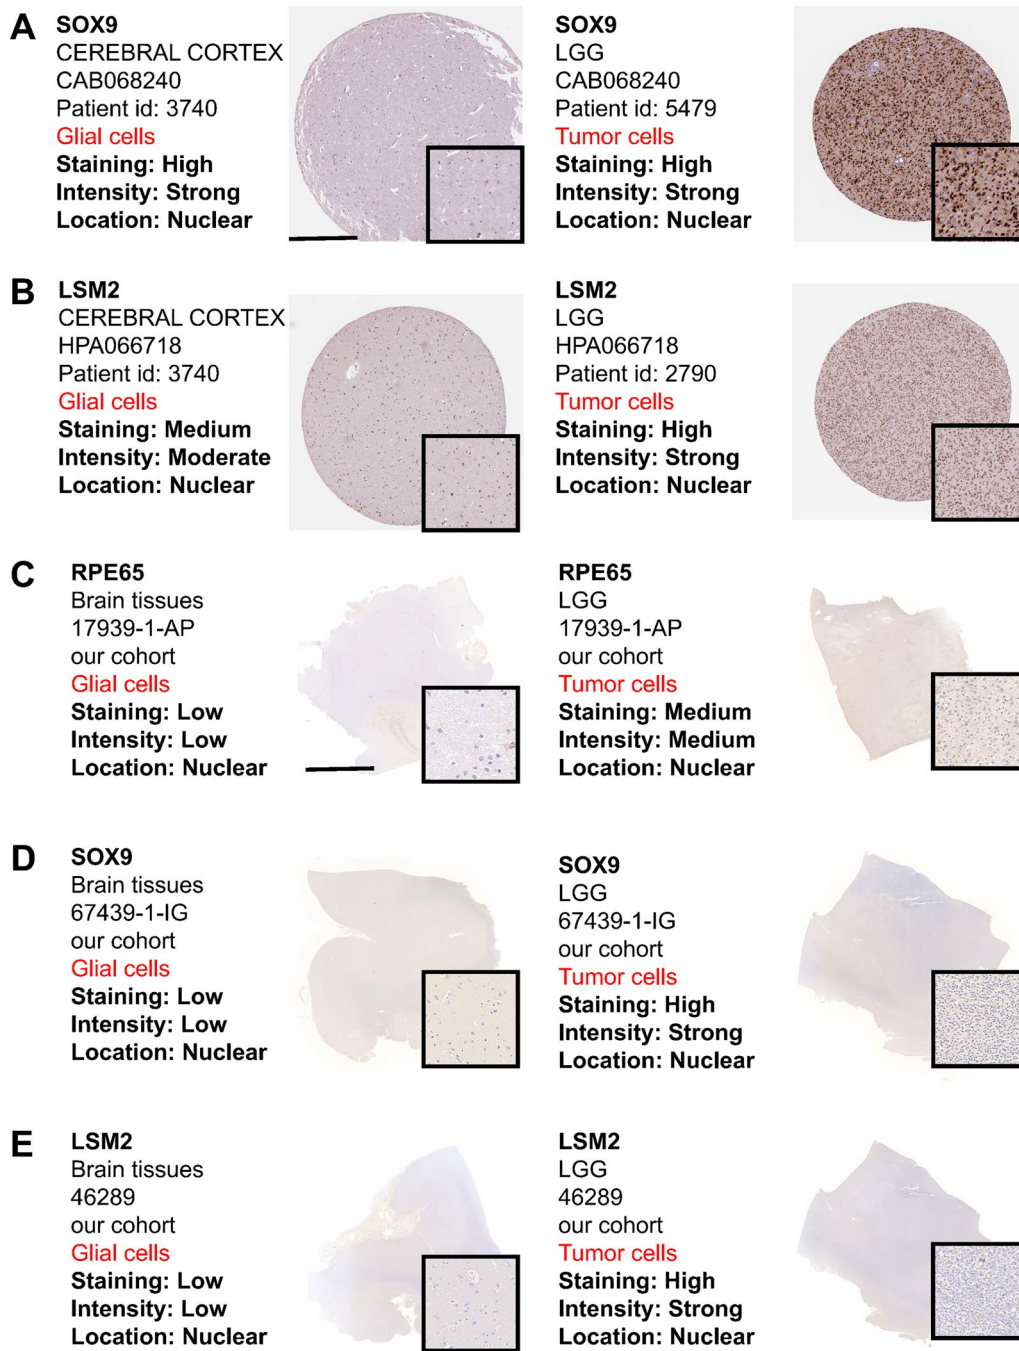 A
SOX9
CEREBRAL CORTEX
CAB068240
Patient id: 3740
Glial cells
Staining: High
Intensity: Strong
Location: Nuclear
SOX9
LGG
CAB068240
Patient id: 5479
Tumor cells
Staining: High
Intensity: Strong
Location: Nuclear
B
LSM2
CEREBRAL CORTEX
HPA066718
Patient id: 3740
Glial cells
Staining: Medium
Intensity: Moderate
Location: Nuclear
LSM2
LGG
HPA066718
Patient id: 2790
Tumor cells
Staining: High
Intensity: Strong
Location: Nuclear
C
RPE65
Brain tissues
17939-1-AP
our cohort
Glial cells
Staining: Low
Intensity: Low
Location: Nuclear
RPE65
LGG
17939-1-AP
our cohort
Tumor cells
Staining: Medium
Intensity: Medium
Location: Nuclear
D
SOX9
Brain tissues
67439-1-IG
our cohort
Glial cells
Staining: Low
Intensity: Low
Location: Nuclear
SOX9
LGG
67439-1-IG
our cohort
Tumor cells
Staining: High
Intensity: Strong
Location: Nuclear
E
LSM2
Brain tissues
46289
our cohort
Glial cells
Staining: Low
Intensity: Low
Location: Nuclear
LSM2
LGG
46289
our cohort
Tumor cells
Staining: High
Intensity: Strong
Location: Nuclear